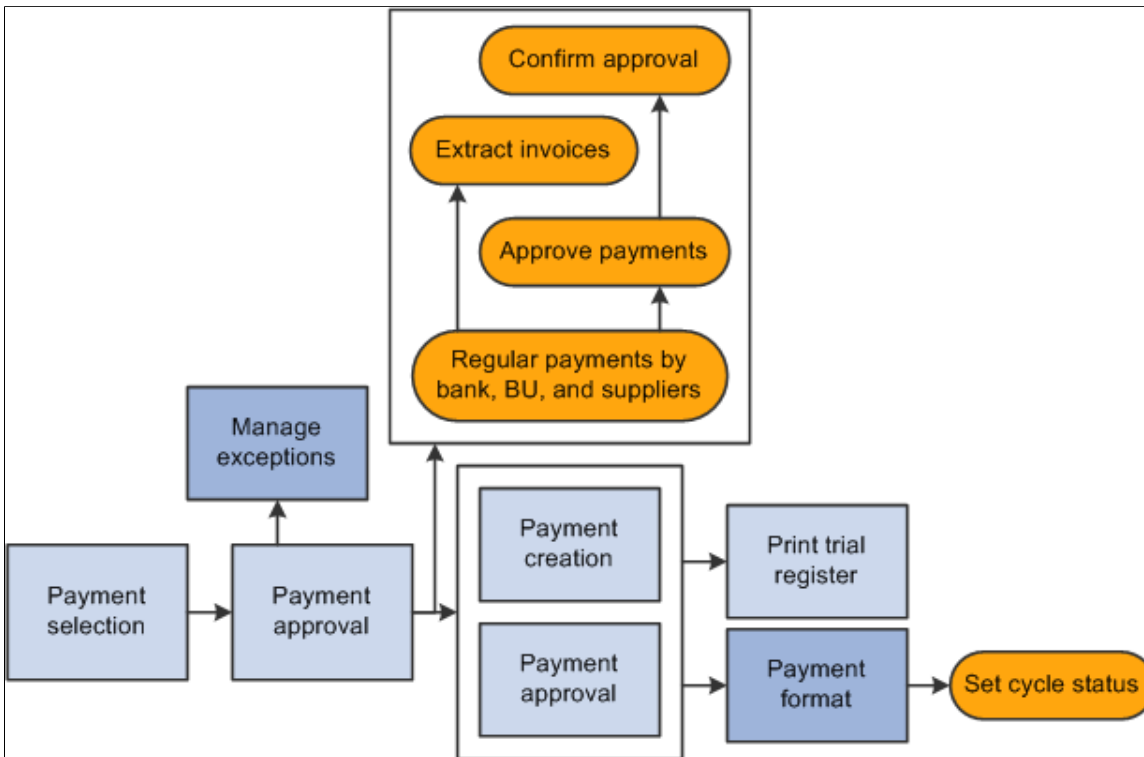 Confirm approval
Extract invoices
Approve payments
Regular payments by
bank, BU, and suppliers
Manage
exceptions
Payment
selection
Payment
approval
Payment
creation
Payment
approval
Print trial
register
Payment
format
Set cycle status